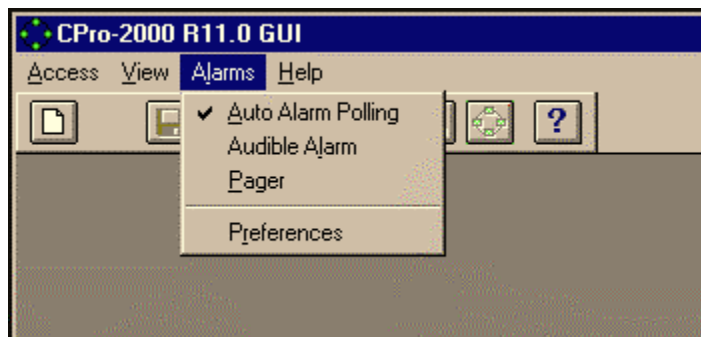 CPro-2000 R11.0 GUI
Access View Alarms Help
?
Auto Alarm Polling
Audible Alarm
Pager
Preferences